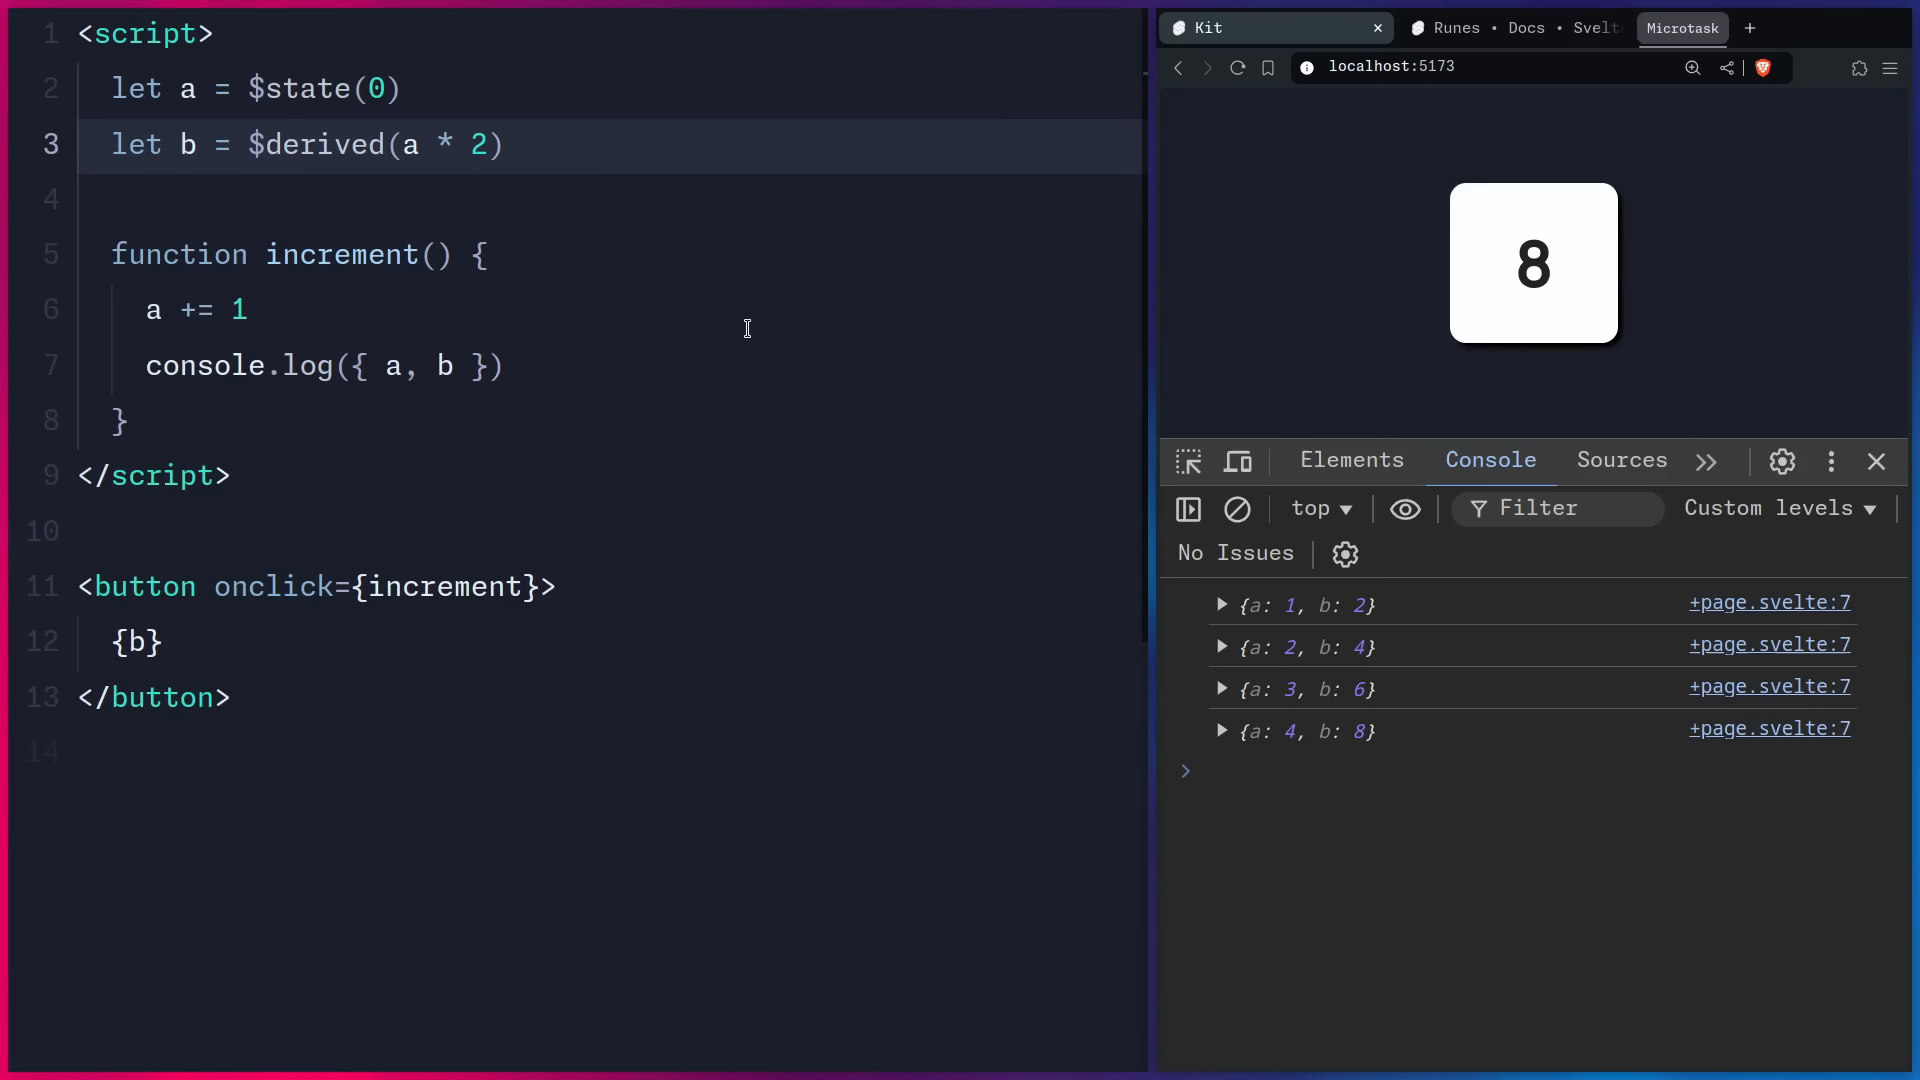 1 <script>
2 let a = $state(0)
3 let b = $derived(a * 2)
4
5 function increment() {
6 a += 1
7 console.log({ a, b })
8 }
9 </script>
10
11 <button onclick={increment}>
12 {b}
13 </button>
14
Kit
Runes • Docs • Svelt
Microtask
localhost:5173
8
Elements Console Sources
top Filter Custom levels
No Issues
{a: 1, b: 2} +page.svelte:7
{a: 2, b: 4} +page.svelte:7
{a: 3, b: 6} +page.svelte:7
{a: 4, b: 8} +page.svelte:7